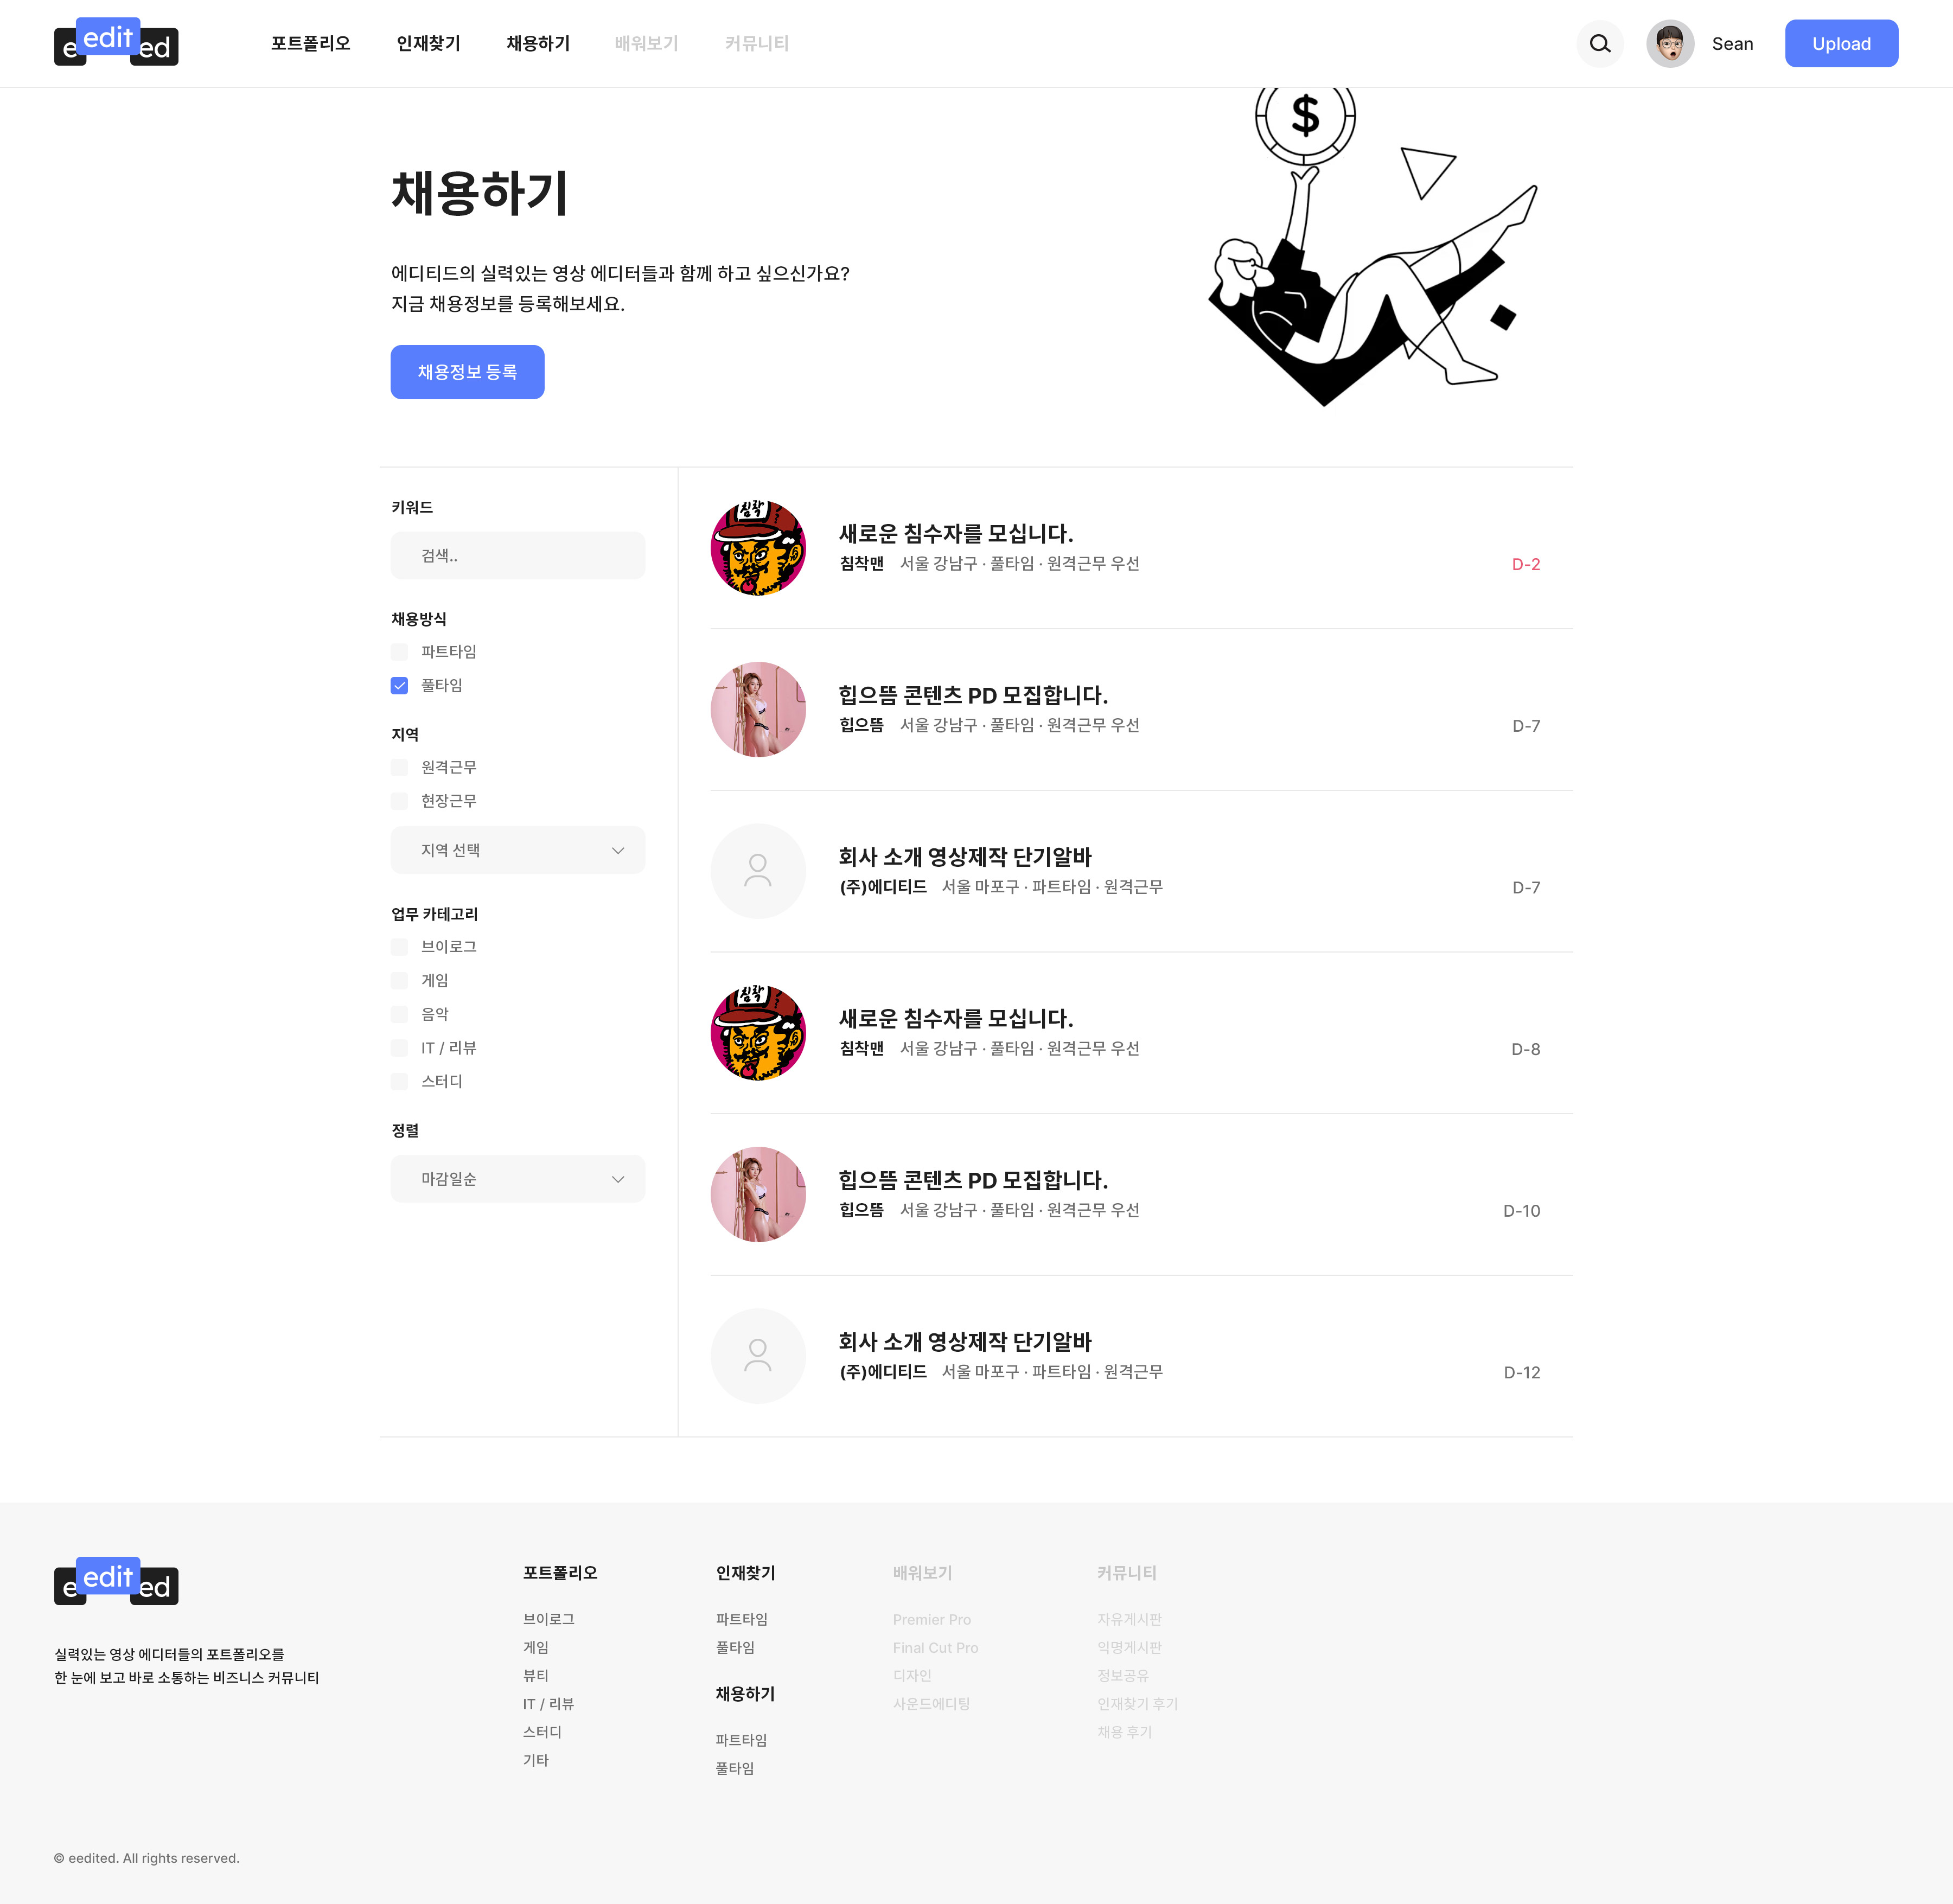 eedited
포트폴리오 인재찾기 채용하기 배워보기 커뮤니티
Sean
Upload
$
채용하기
에디티드의 실력있는 영상 에디터들과 함께 하고 싶으신가요?
지금 채용정보를 등록해보세요.
채용정보 등록
키워드
검색..
채용방식
파트타임
풀타임
지역
원격근무
현장근무
지역 선택
업무 카테고리
브이로그
게임
음악
IT / 리뷰
스터디
정렬
마감일순
침착
새로운 침수자를 모십니다.
침착맨 서울 강남구 · 풀타임 · 원격근무 우선
D-2
힙으뜸 콘텐츠 PD 모집합니다.
힙으뜸 서울 강남구 · 풀타임 · 원격근무 우선
D-7
회사 소개 영상제작 단기알바
(주)에디티드 서울 마포구 · 파트타임 · 원격근무
D-7
침착
새로운 침수자를 모십니다.
침착맨 서울 강남구 · 풀타임 · 원격근무 우선
D-8
힙으뜸 콘텐츠 PD 모집합니다.
힙으뜸 서울 강남구 · 풀타임 · 원격근무 우선
D-10
회사 소개 영상제작 단기알바
(주)에디티드 서울 마포구 · 파트타임 · 원격근무
D-12
eedited
실력있는 영상 에디터들의 포트폴리오를
한 눈에 보고 바로 소통하는 비즈니스 커뮤니티
포트폴리오
브이로그
게임
뷰티
IT / 리뷰
스터디
기타
인재찾기
파트타임
풀타임
채용하기
파트타임
풀타임
배워보기
Premier Pro
Final Cut Pro
디자인
사운드에디팅
커뮤니티
자유게시판
익명게시판
정보공유
인재찾기 후기
채용 후기
© eedited. All rights reserved.